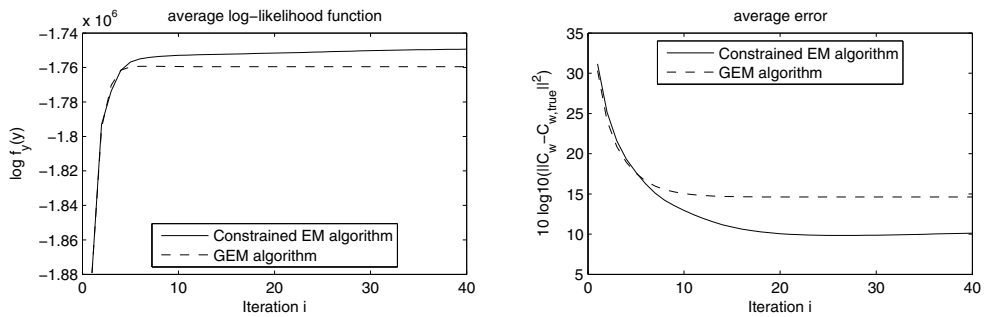 average log−likelihood function
x 10^6
−1.74
−1.76
−1.78
−1.8
−1.82
−1.84
−1.86
−1.88
log f_y(y)
Constrained EM algorithm
GEM algorithm
0 10 20 30 40
Iteration i
average error
35
30
25
20
15
10
5
10 log10(||C_w−C_w,true||^2)
Constrained EM algorithm
GEM algorithm
0 10 20 30 40
Iteration i